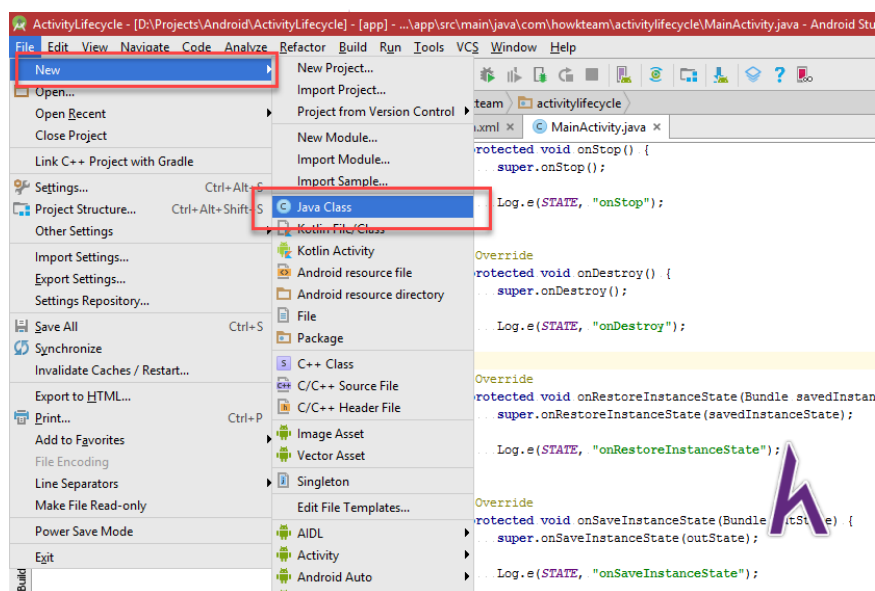 ActivityLifecycle - [D:\Projects\Android\ActivityLifecycle] - [app] - ...\app\src\main\java\com\howkteam\activitylifecycle\MainActivity.java - Android Stu
File Edit View Navigate Code Analyze Refactor Build Run Tools VCS Window Help
New
Open...
Open Recent
Close Project
Link C++ Project with Gradle
Settings... Ctrl+Alt+S
Project Structure... Ctrl+Alt+Shift+S
Other Settings
Import Settings...
Export Settings...
Settings Repository...
Save All Ctrl+S
Synchronize
Invalidate Caches / Restart...
Export to HTML...
Print... Ctrl+P
Add to Favorites
File Encoding
Line Separators
Make File Read-only
Power Save Mode
Exit
Build
New Project...
Import Project...
Project from Version Control
New Module...
Import Module...
Import Sample...
Java Class
Kotlin File/Class
Kotlin Activity
Android resource file
Android resource directory
File
Package
C++ Class
C/C++ Source File
C/C++ Header File
Image Asset
Vector Asset
Singleton
Edit File Templates...
AIDL
Activity
Android Auto
team activitylifecycle
.xml MainActivity.java
rotected void onStop() {
super.onStop();
Log.e(STATE, "onStop");
Override
rotected void onDestroy() {
super.onDestroy();
Log.e(STATE, "onDestroy");
Override
rotected void onRestoreInstanceState(Bundle savedInstan
super.onRestoreInstanceState(savedInstanceState);
Log.e(STATE, "onRestoreInstanceState");
Override
rotected void onSaveInstanceState(Bundle outState) {
super.onSaveInstanceState(outState);
Log.e(STATE, "onSaveInstanceState");